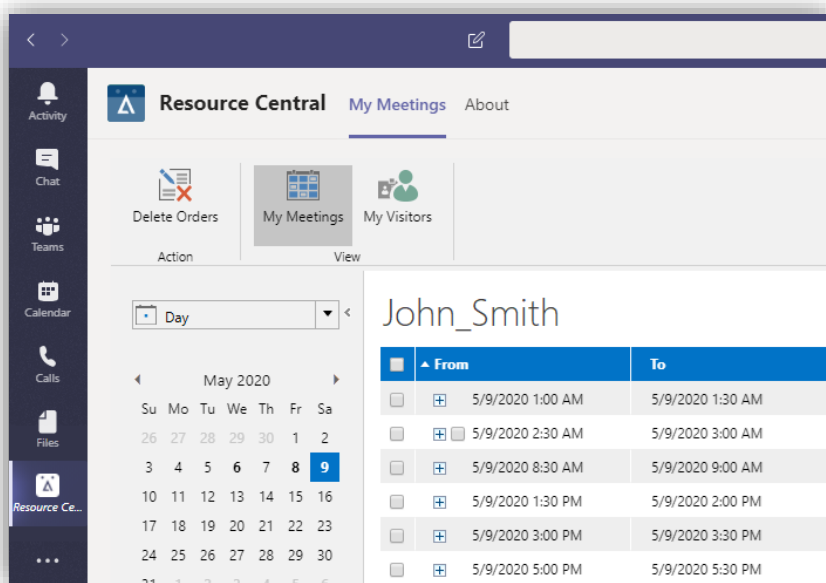 Activity
Chat
Teams
Calendar
Calls
Files
Resource Ce...
Resource Central My Meetings About
Delete Orders My Meetings My Visitors
Action View
Day
May 2020
Su Mo Tu We Th Fr Sa
26 27 28 29 30 1 2
3 4 5 6 7 8 9
10 11 12 13 14 15 16
17 18 19 20 21 22 23
24 25 26 27 28 29 30
31 1 2 3 4 5 6
John_Smith
From To
5/9/2020 1:00 AM 5/9/2020 1:30 AM
5/9/2020 2:30 AM 5/9/2020 3:00 AM
5/9/2020 8:30 AM 5/9/2020 9:00 AM
5/9/2020 1:30 PM 5/9/2020 2:00 PM
5/9/2020 3:00 PM 5/9/2020 3:30 PM
5/9/2020 5:00 PM 5/9/2020 5:30 PM